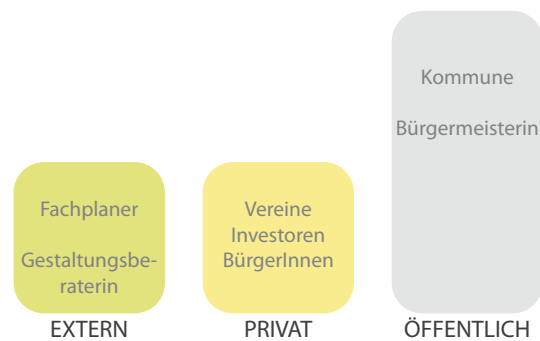 Kommune
Bürgermeisterin
Fachplaner
Gestaltungsbe-
raterin
Vereine
Investoren
BürgerInnen
EXTERN
PRIVAT
ÖFFENTLICH